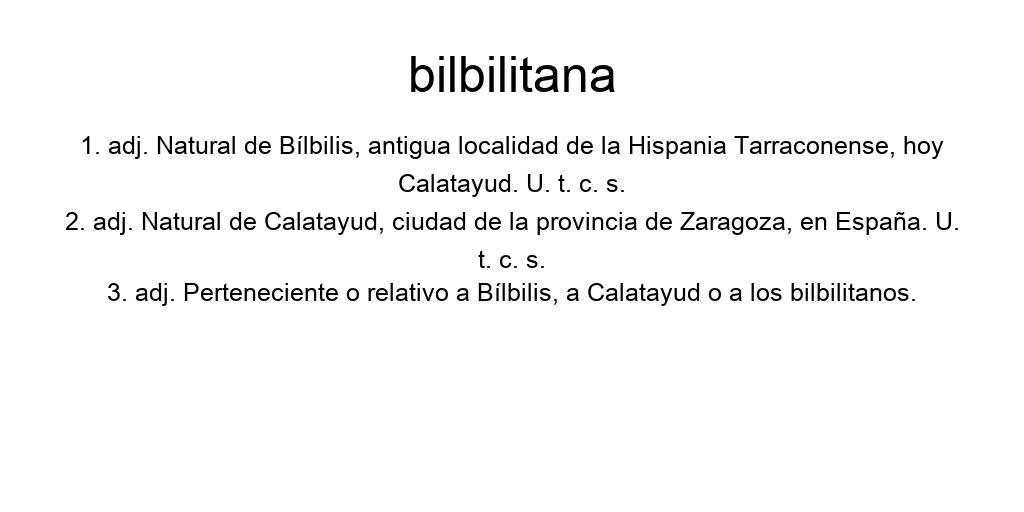 bilbilitana
1. adj. Natural de Bílbilis, antigua localidad de la Hispania Tarraconense, hoy
Calatayud. U. t. c. s.
2. adj. Natural de Calatayud, ciudad de la provincia de Zaragoza, en España. U.
t. c. s.
3. adj. Perteneciente o relativo a Bílbilis, a Calatayud o a los bilbilitanos.